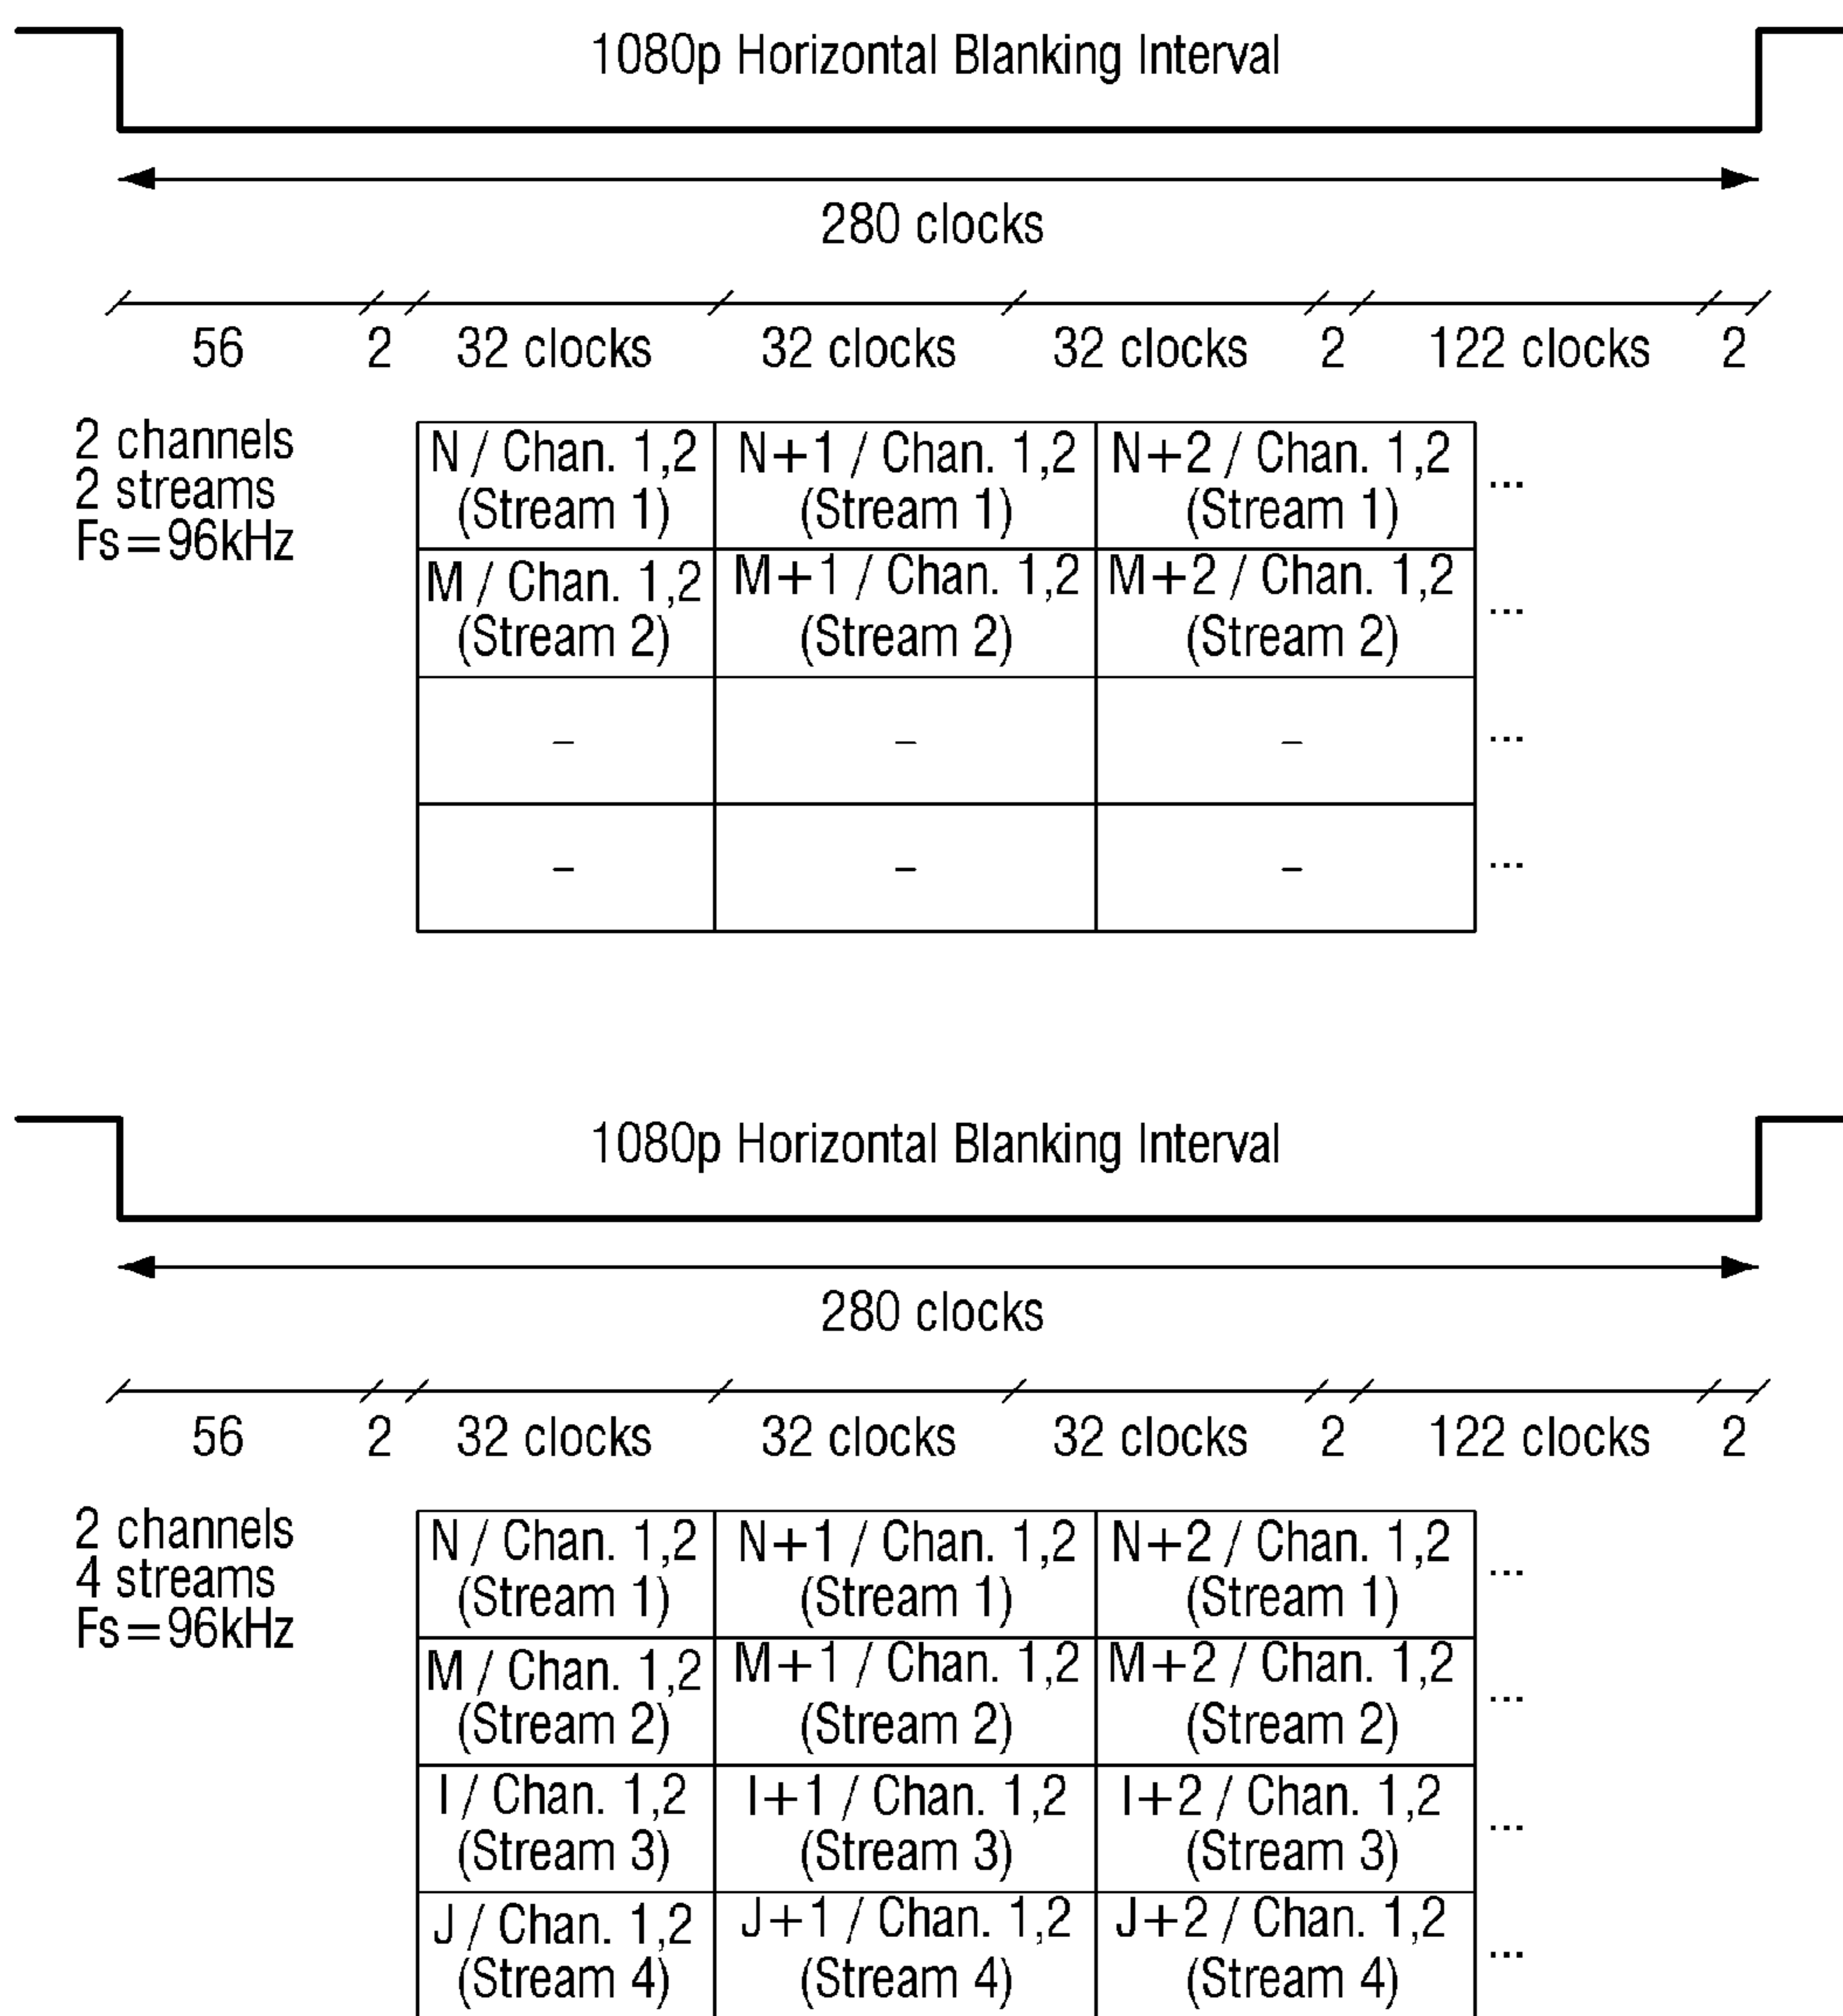 1080p Horizontal Blanking Interval
280 clocks
56 2 32 clocks 32 clocks 32 clocks 2 122 clocks 2
2 channels
2 streams
Fs=96kHz
N / Chan. 1,2 N+1 / Chan. 1,2 N+2 / Chan. 1,2 ...
(Stream 1) (Stream 1) (Stream 1)
M / Chan. 1,2 M+1 / Chan. 1,2 M+2 / Chan. 1,2 ...
(Stream 2) (Stream 2) (Stream 2)
– – – ...
– – – ...
1080p Horizontal Blanking Interval
280 clocks
56 2 32 clocks 32 clocks 32 clocks 2 122 clocks 2
2 channels
4 streams
Fs=96kHz
N / Chan. 1,2 N+1 / Chan. 1,2 N+2 / Chan. 1,2 ...
(Stream 1) (Stream 1) (Stream 1)
M / Chan. 1,2 M+1 / Chan. 1,2 M+2 / Chan. 1,2 ...
(Stream 2) (Stream 2) (Stream 2)
I / Chan. 1,2 I+1 / Chan. 1,2 I+2 / Chan. 1,2 ...
(Stream 3) (Stream 3) (Stream 3)
J / Chan. 1,2 J+1 / Chan. 1,2 J+2 / Chan. 1,2 ...
(Stream 4) (Stream 4) (Stream 4)